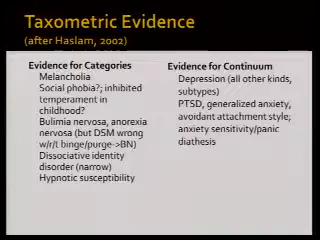 Taxometric Evidence
(after Haslam, 2002)
Evidence for Categories
Melancholia
Social phobia?; inhibited
temperament in
childhood?
Bulimia nervosa, anorexia
nervosa (but DSM wrong
w/r/t binge/purge->BN)
Dissociative identity
disorder (narrow)
Hypnotic susceptibility
Evidence for Continuum
Depression (all other kinds,
subtypes)
PTSD, generalized anxiety,
avoidant attachment style;
anxiety sensitivity/panic
diathesis